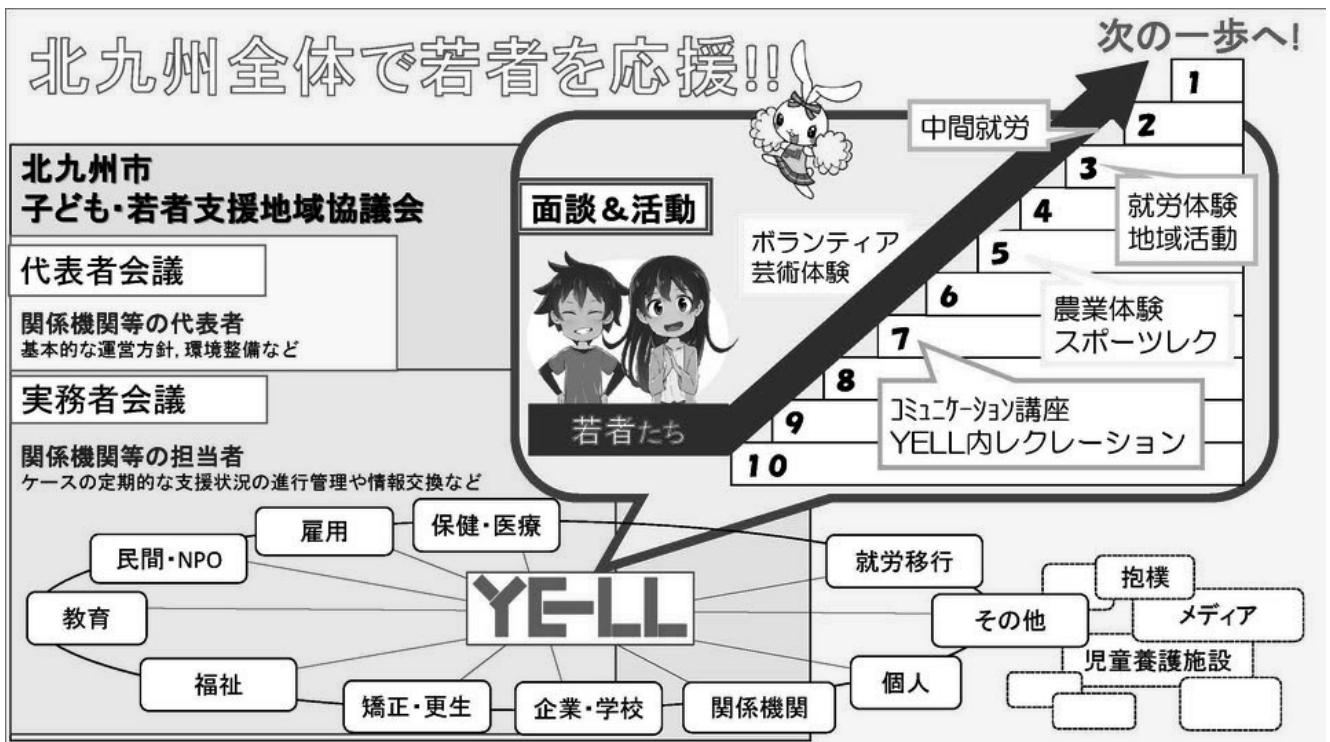 北九州全体で若者を応援!!
次の一歩へ!
北九州市
子ども・若者支援地域協議会
代表者会議
関係機関等の代表者
基本的な運営方針,環境整備など
実務者会議
関係機関等の担当者
ケースの定期的な支援状況の進行管理や情報交換など
面談&活動
若者たち
1
2
3
4
5
6
7
8
9
10
中間就労
就労体験
地域活動
ボランティア
芸術体験
農業体験
スポーツレク
コミュニケーション講座
YELL内レクレーション
YELL
保健・医療
雇用
民間・NPO
教育
福祉
矯正・更生
企業・学校
関係機関
個人
その他
就労移行
抱樸
メディア
児童養護施設